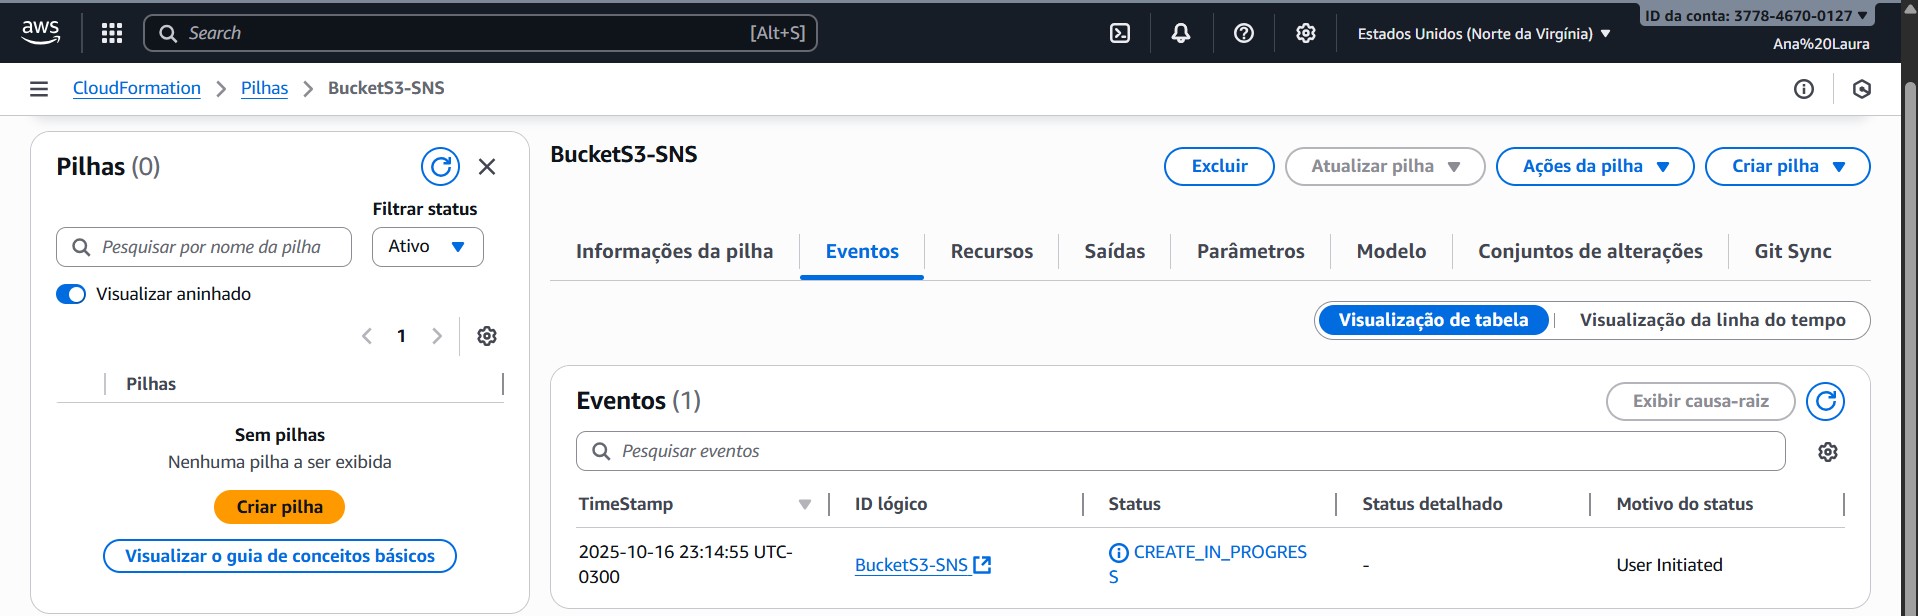 aws
Search
[Alt+S]
Estados Unidos (Norte da Virgínia)
ID da conta: 3778-4670-0127
Ana%20Laura
CloudFormation
Pilhas
BucketS3-SNS
Pilhas (0)
Filtrar status
Pesquisar por nome da pilha
Ativo
Visualizar aninhado
1
Pilhas
Sem pilhas
Nenhuma pilha a ser exibida
Criar pilha
Visualizar o guia de conceitos básicos
BucketS3-SNS
Excluir
Atualizar pilha
Ações da pilha
Criar pilha
Informações da pilha
Eventos
Recursos
Saídas
Parâmetros
Modelo
Conjuntos de alterações
Git Sync
Visualização de tabela
Visualização da linha do tempo
Eventos (1)
Exibir causa-raiz
Pesquisar eventos
TimeStamp
ID lógico
Status
Status detalhado
Motivo do status
2025-10-16 23:14:55 UTC-
0300
BucketS3-SNS
CREATE_IN_PROGRES
S
-
User Initiated